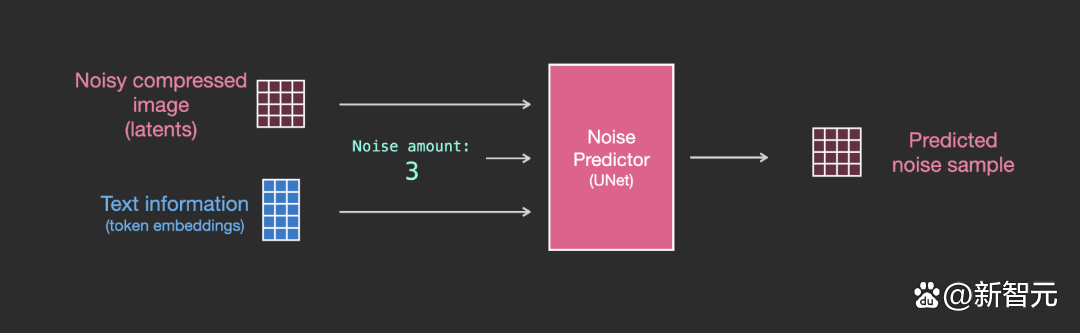 Noisy compressed
image
(latents)
Noise amount:
3
Text information
(token embeddings)
Noise
Predictor
(UNet)
Predicted
noise sample
du @新智元